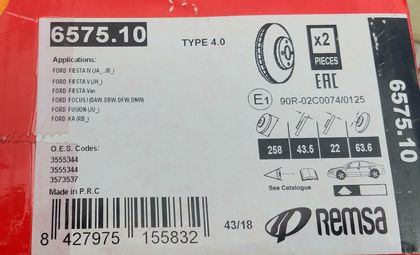 6575.10
TYPE 4.0
x2
PIECES
Applications:
FORD FIESTA IV (JA_, JB_)
FORD FIESTA V (JH_)
FORD FIESTA Van
FORD FOCUS I (DAW, DBW, DFW, DNW)
FORD FUSION (JU_)
FORD KA (RB_)
EAC
E1 90R-02C0074/0125
258 43.5 22 63.6
O.E.S. Codes:
3555344
3555344
3573537
See Catalogue
Made in P.R.C
43/18
REMSA
8 427975 155832
6575.10